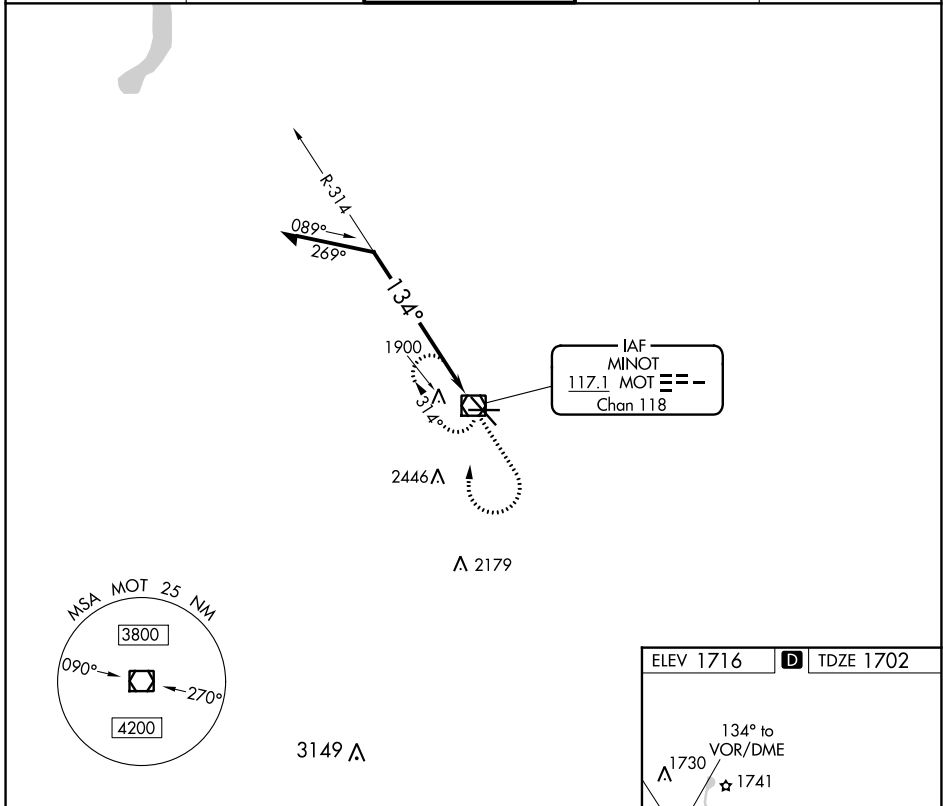 R-314
089°
269°
134°
1900
314°
IAF
MINOT
117.1 MOT
Chan 118
2446
2179
MSA MOT 25 NM
3800
090°
270°
4200
3149
ELEV 1716 D TDZE 1702
134° to
VOR/DME
1730
1741